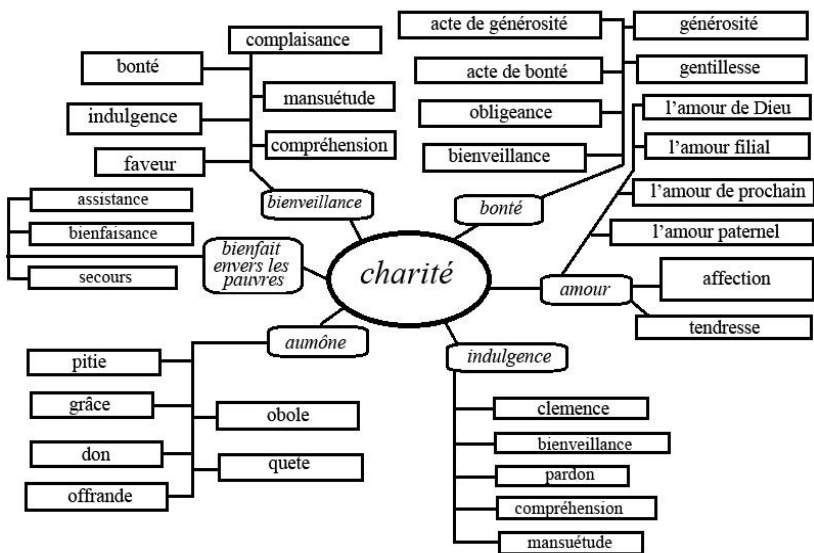 complaisance
bonté
mansuétude
indulgence
compréhension
faveur
bienveillance
acte de générosité
générosité
acte de bonté
gentillesse
obligeance
bienveillance
bonté
l'amour de Dieu
l'amour filial
l'amour de prochain
l'amour paternel
affection
tendresse
amour
assistance
bienfaisance
secours
bienfait
envers les
pauvres
charité
aumône
pitie
grâce
obole
don
quete
offrande
indulgence
clemence
bienveillance
pardon
compréhension
mansuétude